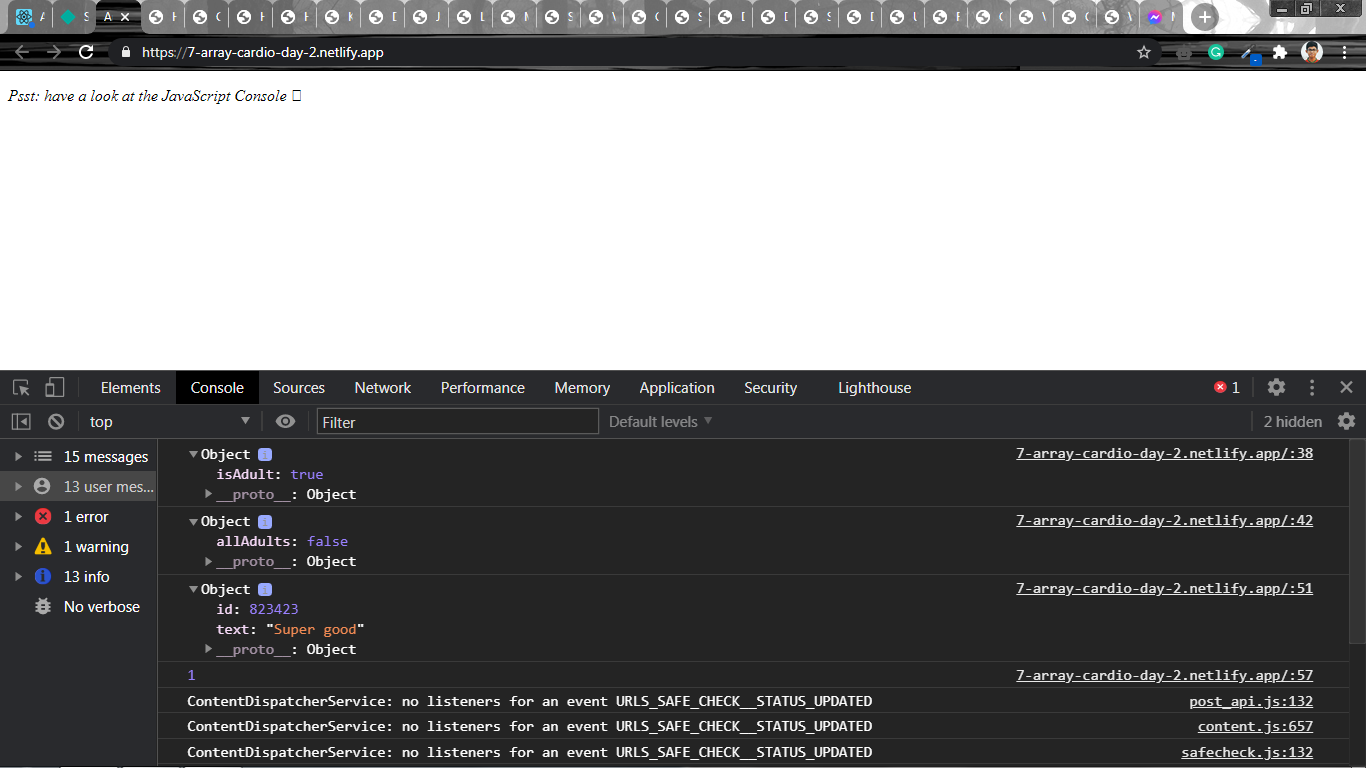 A S A H C H H K D J L M S V C S D D S D U F C V C V M
https://7-array-cardio-day-2.netlify.app
Psst: have a look at the JavaScript Console
Elements Console Sources Network Performance Memory Application Security Lighthouse 1
top Filter Default levels 2 hidden
15 messages
13 user mes...
1 error
1 warning
13 info
No verbose
Object 7-array-cardio-day-2.netlify.app/:38
isAdult: true
__proto__: Object
Object 7-array-cardio-day-2.netlify.app/:42
allAdults: false
__proto__: Object
Object 7-array-cardio-day-2.netlify.app/:51
id: 823423
text: "Super good"
__proto__: Object
1 7-array-cardio-day-2.netlify.app/:57
ContentDispatcherService: no listeners for an event URLS_SAFE_CHECK__STATUS_UPDATED post_api.js:132
ContentDispatcherService: no listeners for an event URLS_SAFE_CHECK__STATUS_UPDATED content.js:657
ContentDispatcherService: no listeners for an event URLS_SAFE_CHECK__STATUS_UPDATED safecheck.js:132